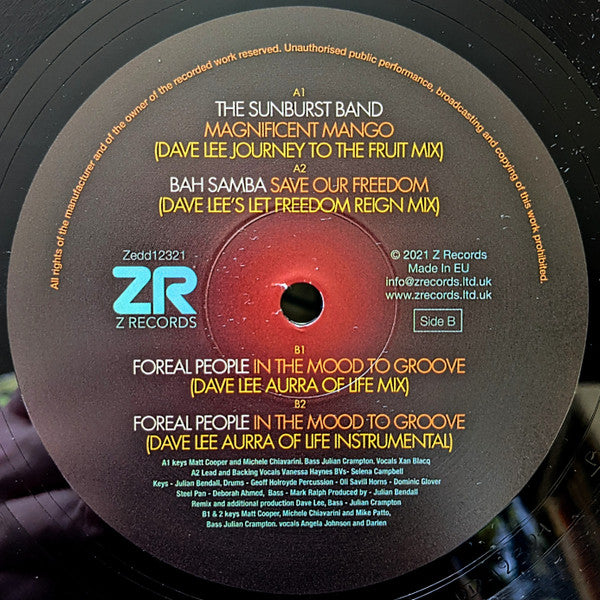 All rights of the manufacturer and of the owner of the recorded work reserved. Unauthorised public performance, broadcasting and copying of this work prohibited.
A1
THE SUNBURST BAND
MAGNIFICENT MANGO
(DAVE LEE JOURNEY TO THE FRUIT MIX)
A2
BAH SAMBA SAVE OUR FREEDOM
(DAVE LEE'S LET FREEDOM REIGN MIX)
Zedd12321
ZR
Z RECORDS
© 2021 Z Records
Made In EU
info@zrecords.ltd.uk
www.zrecords.ltd.uk
Side B
B1
FOREAL PEOPLE IN THE MOOD TO GROOVE
(DAVE LEE AURRA OF LIFE MIX)
B2
FOREAL PEOPLE IN THE MOOD TO GROOVE
(DAVE LEE AURRA OF LIFE INSTRUMENTAL)
A1 keys Matt Cooper and Michele Chiavarini. Bass Julian Crampton. Vocals Xan Blacq
A2 Lead and Backing Vocals Vanessa Haynes BVs- Selena Campbell
Keys - Julian Bendall, Drums - Geoff Holroyde Percussion - Oli Savill Horns - Dominic Glover
Steel Pan - Deborah Ahmed, Bass - Mark Ralph Produced by - Julian Bendall
Remix and additional production Dave Lee, Bass - Julian Crampton
B1 & 2 keys Matt Cooper, Michele Chiavarini and Mike Patto,
Bass Julian Crampton. vocals Angela Johnson and Darien